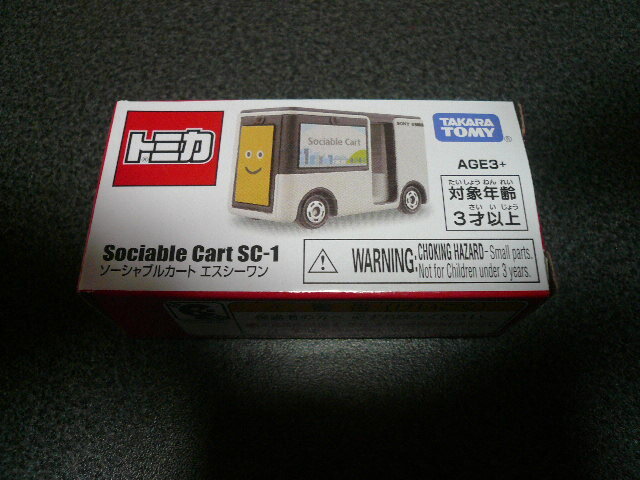 トミカ
Sociable Cart
SONY
TAKARA
TOMY
AGE3+
たいしょうねんれい
対象年齢
さい い じょう
3才以上
Sociable Cart SC-1
ソーシャブルカート エスシーワン
WARNING: CHOKING HAZARD - Small parts.
Not for Children under 3 years.